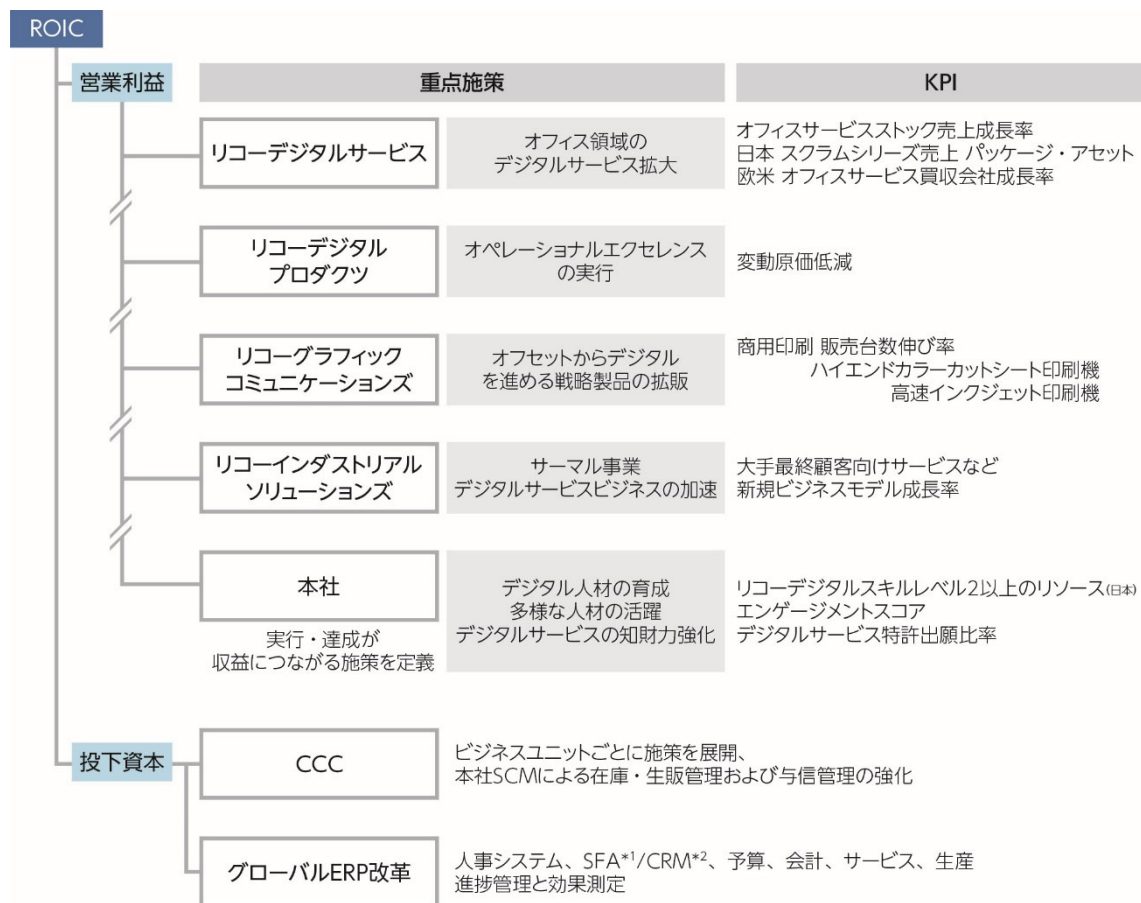 ROIC
営業利益
重点施策
KPI
リコーデジタルサービス
オフィス領域の
デジタルサービス拡大
オフィスサービスストック売上成長率
日本 スクラムシリーズ売上 パッケージ・アセット
欧米 オフィスサービス買収会社成長率
リコーデジタル
プロダクツ
オペレーショナルエクセレンス
の実行
変動原価低減
リコーグラフィック
コミュニケーションズ
オフセットからデジタル
を進める戦略製品の拡販
商用印刷 販売台数伸び率
ハイエンドカラーカットシート印刷機
高速インクジェット印刷機
リコーインダストリアル
ソリューションズ
サーマル事業
デジタルサービスビジネスの加速
大手最終顧客向けサービスなど
新規ビジネスモデル成長率
本社
実行・達成が
収益につながる施策を定義
デジタル人材の育成
多様な人材の活躍
デジタルサービスの知財力強化
リコーデジタルスキルレベル2以上のリソース(日本)
エンゲージメントスコア
デジタルサービス特許出願比率
投下資本
CCC
ビジネスユニットごとに施策を展開、
本社SCMによる在庫・生販管理および与信管理の強化
グローバルERP改革
人事システム、SFA*1/CRM*2、予算、会計、サービス、生産
進捗管理と効果測定